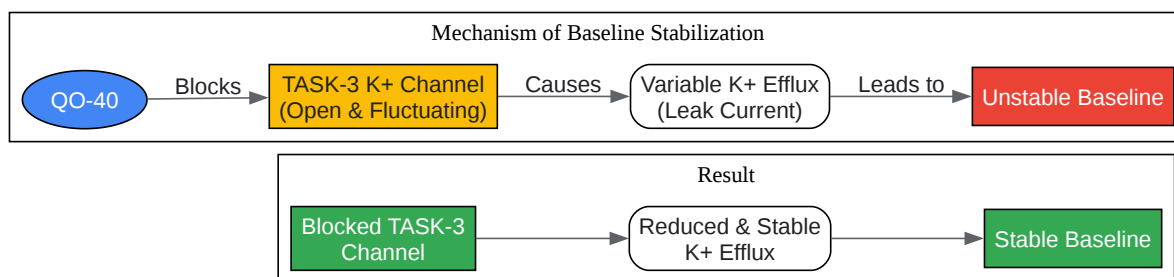 Mechanism of Baseline Stabilization
QO-40
Blocks
TASK-3 K+ Channel
(Open & Fluctuating)
Causes
Variable K+ Efflux
(Leak Current)
Leads to
Unstable Baseline
Result
Blocked TASK-3
Channel
Reduced & Stable
K+ Efflux
Stable Baseline